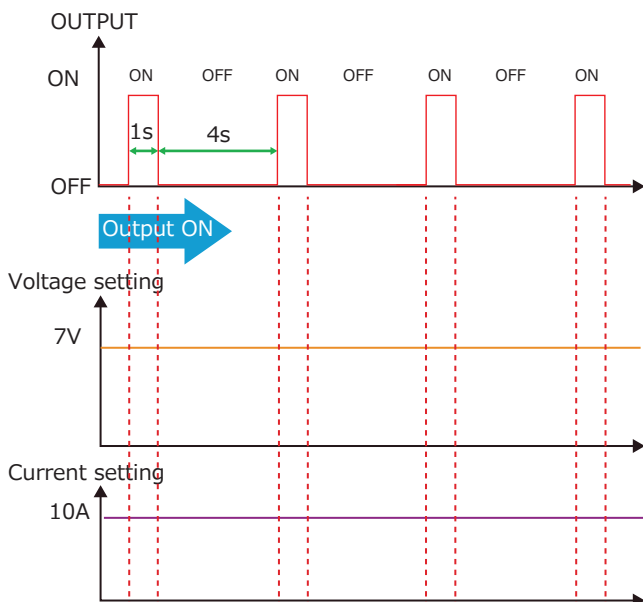 OUTPUT
ON
ON OFF ON OFF ON OFF ON
1s 4s
OFF
Output ON
Voltage setting
7V
Current setting
10A